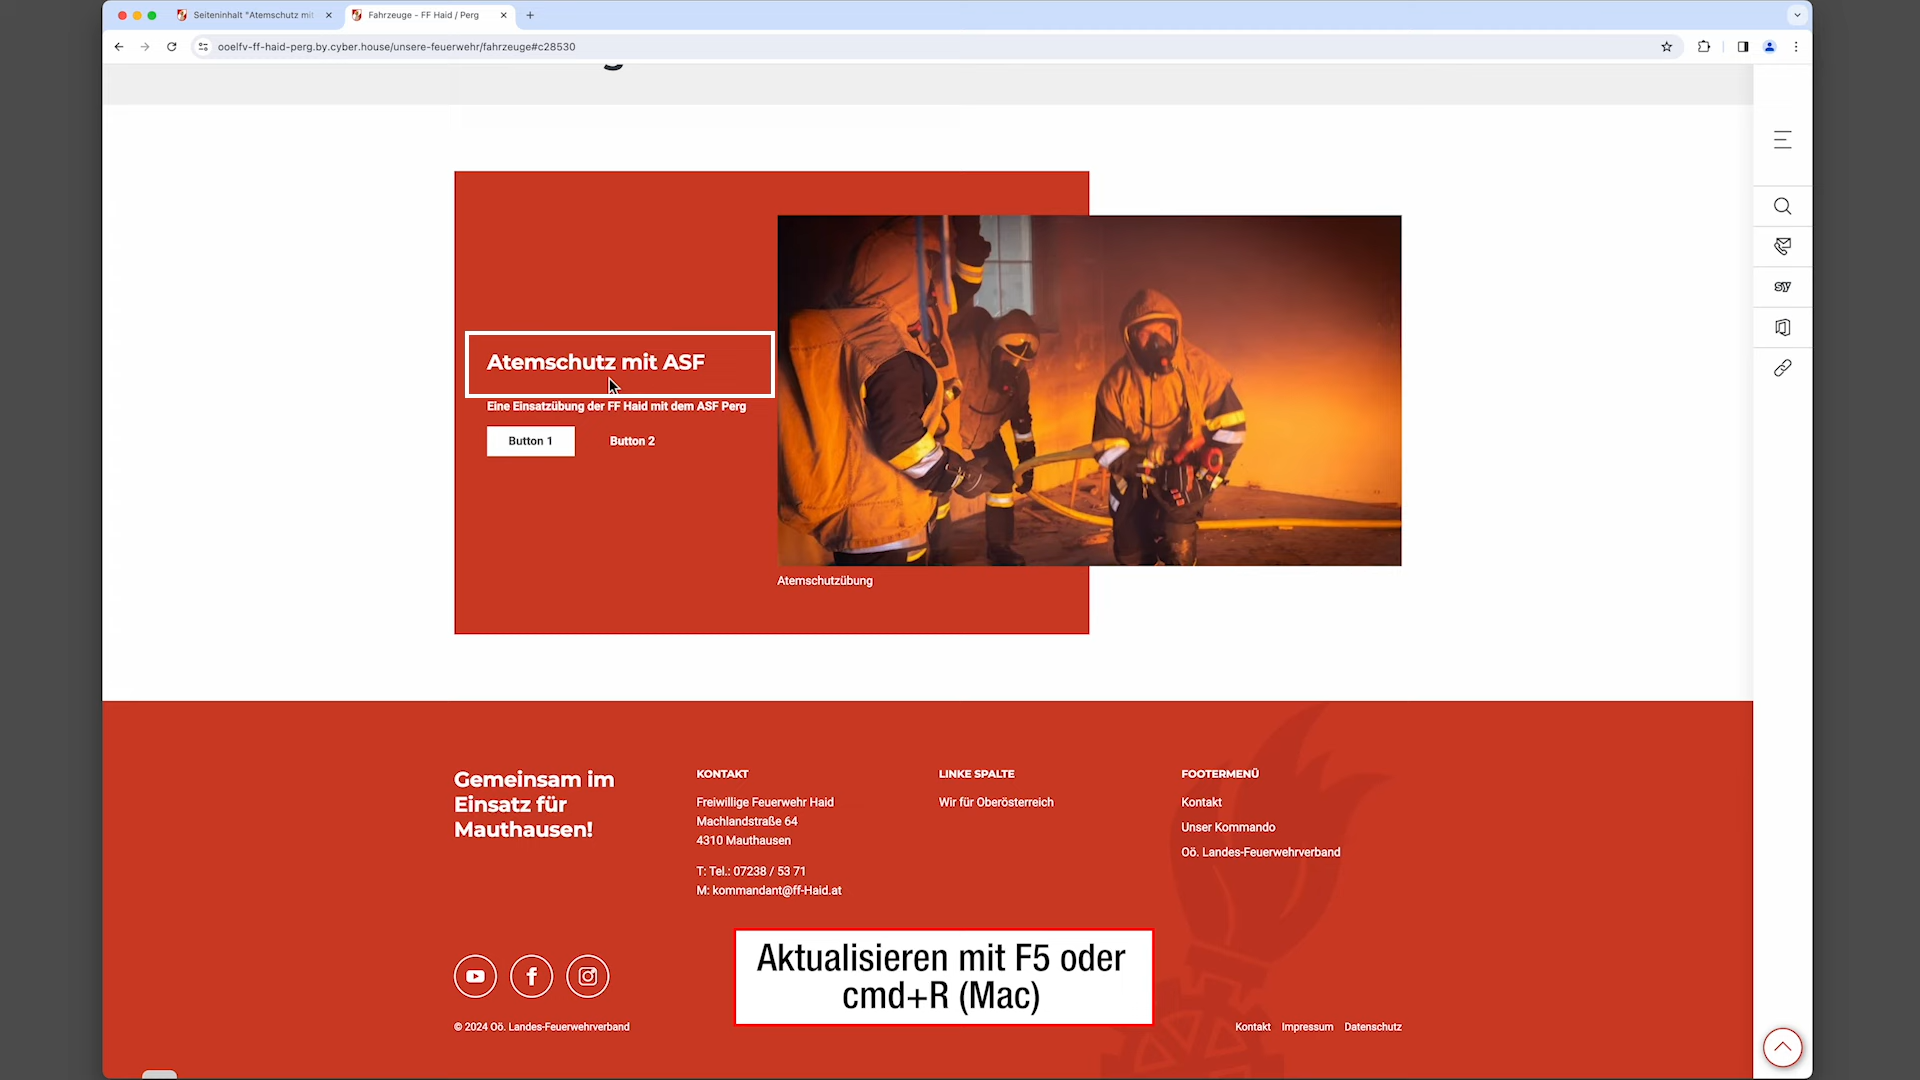 Seiteninhalt "Atemschutz mit
Fahrzeuge - FF Haid / Perg
ooelfv-ff-haid-perg.by.cyber.house/unsere-feuerwehr/fahrzeuge#c28530
sy
Atemschutz mit ASF
Eine Einsatzübung der FF Haid mit dem ASF Perg
Button 1
Button 2
Atemschutzübung
Gemeinsam im
Einsatz für
Mauthausen!
KONTAKT
Freiwillige Feuerwehr Haid
Machlandstraße 64
4310 Mauthausen
T: Tel.: 07238 / 53 71
M: kommandant@ff-Haid.at
LINKE SPALTE
Wir für Oberösterreich
FOOTERMENÜ
Kontakt
Unser Kommando
Oö. Landes-Feuerwehrverband
Aktualisieren mit F5 oder
cmd+R (Mac)
© 2024 Oö. Landes-Feuerwehrverband
Kontakt Impressum Datenschutz